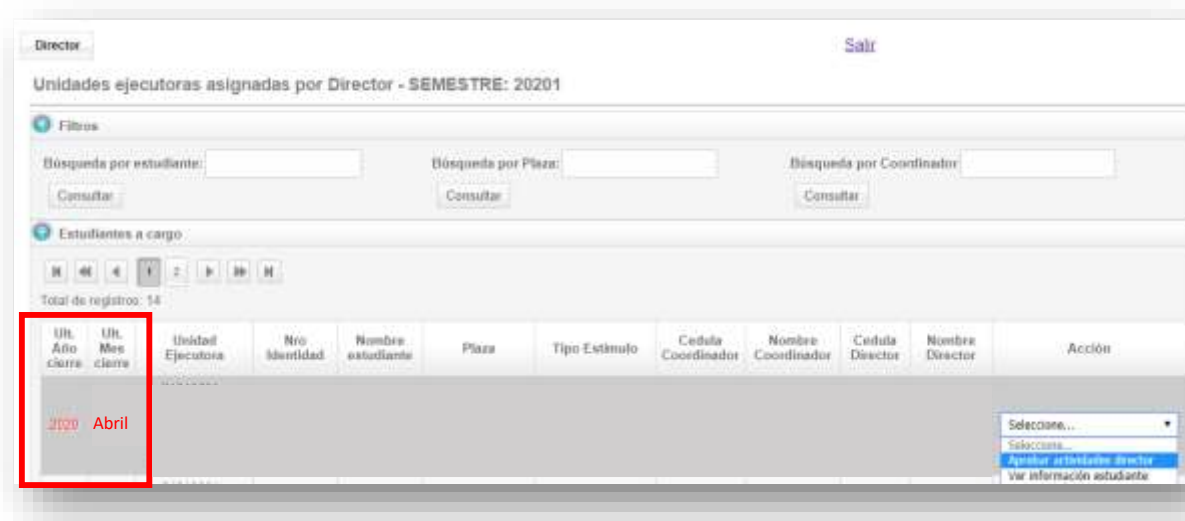 Director
Salir
Unidades ejecutoras asignadas por Director - SEMESTRE: 20201
Filtros
Búsqueda por estudiante:
Búsqueda por Plaza:
Búsqueda por Coordinador
Consultar
Consultar
Consultar
Estudiantes a cargo
1 2
Total de registros: 14
Ult. Año cierre
Ult. Mes cierre
Unidad Ejecutora
Nro Identidad
Nombre estudiante
Plaza
Tipo Estimulo
Cedula Coordinador
Nombre Coordinador
Cedula Director
Nombre Director
Acción
2020
Abril
Seleccione...
Seleccione...
Aprobar actividades director
Ver información estudiante